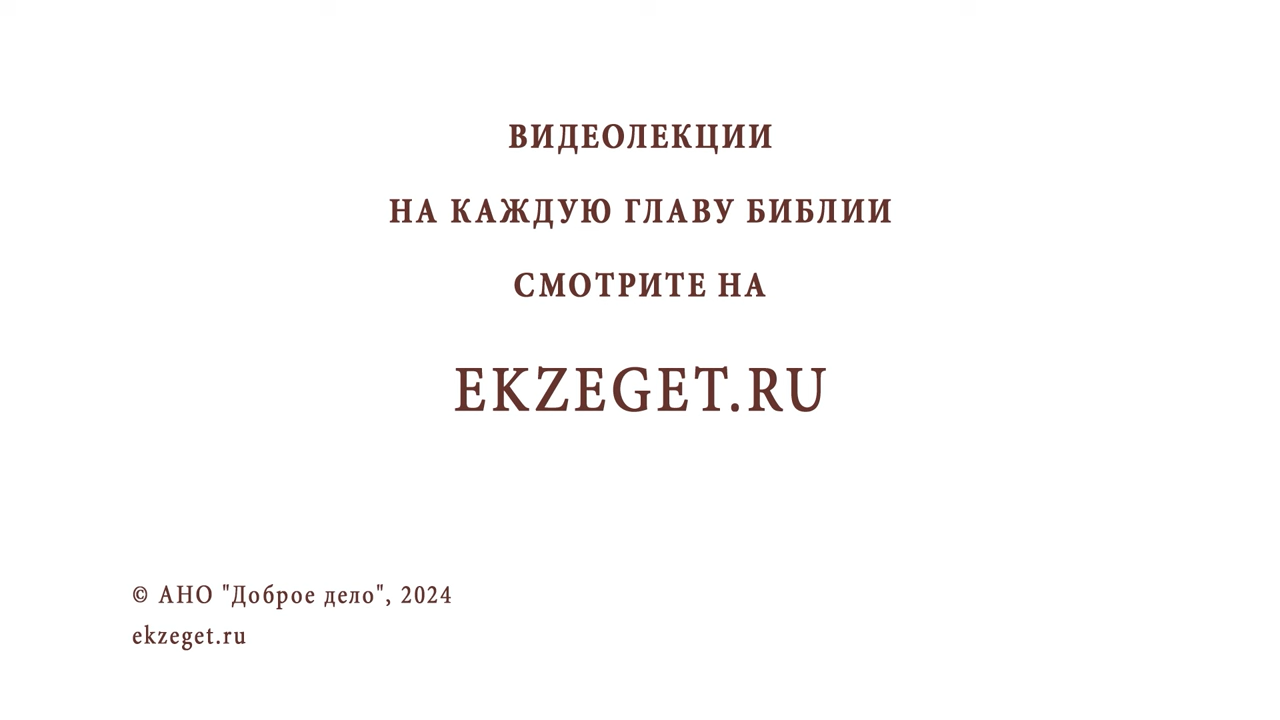 ВИДЕОЛЕКЦИИ
НА КАЖДУЮ ГЛАВУ БИБЛИИ
СМОТРИТЕ НА
EKZEGET.RU
© АНО "Доброе дело", 2024
ekzeget.ru